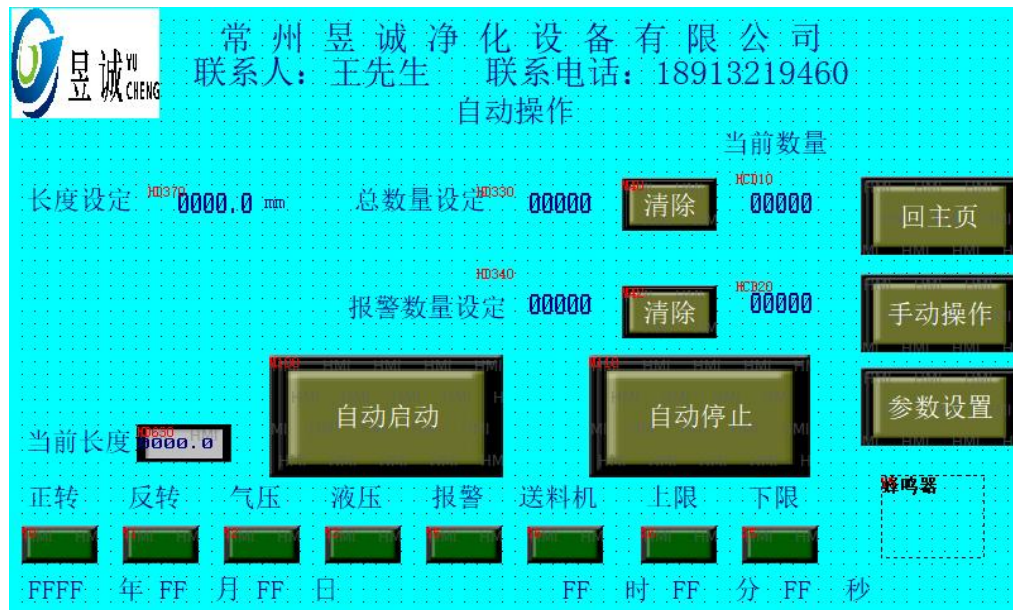 昱诚 YU CHENG
常州昱诚净化设备有限公司
联系人：王先生 联系电话：18913219460
自动操作
当前数量
长度设定 HD370 0000.0 mm 总数量设定 HD330 00000 清除 HCD10 00000 回主页
HD340
报警数量设定 00000 清除 00000 手动操作
自动启动 自动停止 参数设置
当前长度 HD630 0000.0
蜂鸣器
正转 反转 气压 液压 报警 送料机 上限 下限
FFFF 年 FF 月 FF 日 FF 时 FF 分 FF 秒